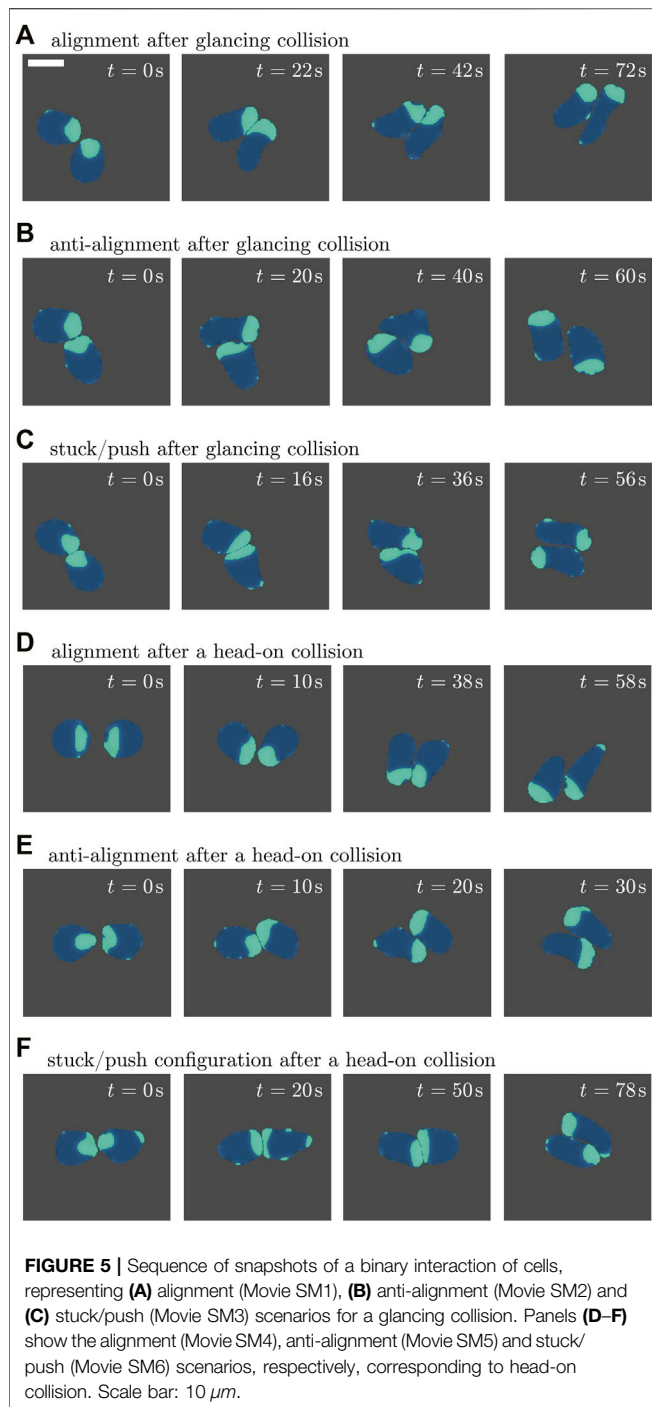 A alignment after glancing collision
t = 0s t = 22s t = 42s t = 72s
B anti-alignment after glancing collision
t = 0s t = 20s t = 40s t = 60s
C stuck/push after glancing collision
t = 0s t = 16s t = 36s t = 56s
D alignment after a head-on collision
t = 0s t = 10s t = 38s t = 58s
E anti-alignment after a head-on collision
t = 0s t = 10s t = 20s t = 30s
F stuck/push configuration after a head-on collision
t = 0s t = 20s t = 50s t = 78s
FIGURE 5 | Sequence of snapshots of a binary interaction of cells,
representing (A) alignment (Movie SM1), (B) anti-alignment (Movie SM2) and
(C) stuck/push (Movie SM3) scenarios for a glancing collision. Panels (D–F)
show the alignment (Movie SM4), anti-alignment (Movie SM5) and stuck/
push (Movie SM6) scenarios, respectively, corresponding to head-on
collision. Scale bar: 10 μm.